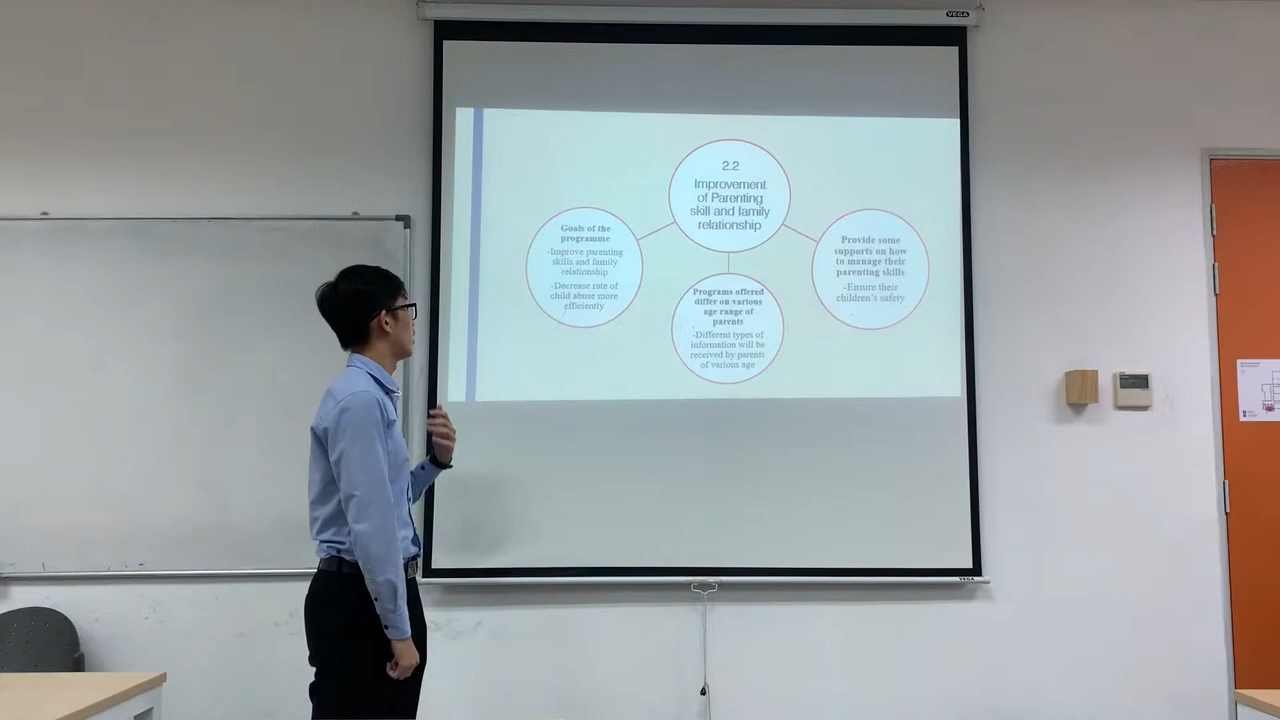 VEGA
2.2
Improvement
of Parenting
skill and family
relationship
Goals of the
programme
-Improve parenting
skills and family
relationship
-Decrease rate of
child abuse more
efficiently
Programs offered
differ on various
age range of
parents
-Different types of
information will be
received by parents
of various age
Provide some
supports on how
to manage their
parenting skills
-Ensure their
children's safety
VEGA